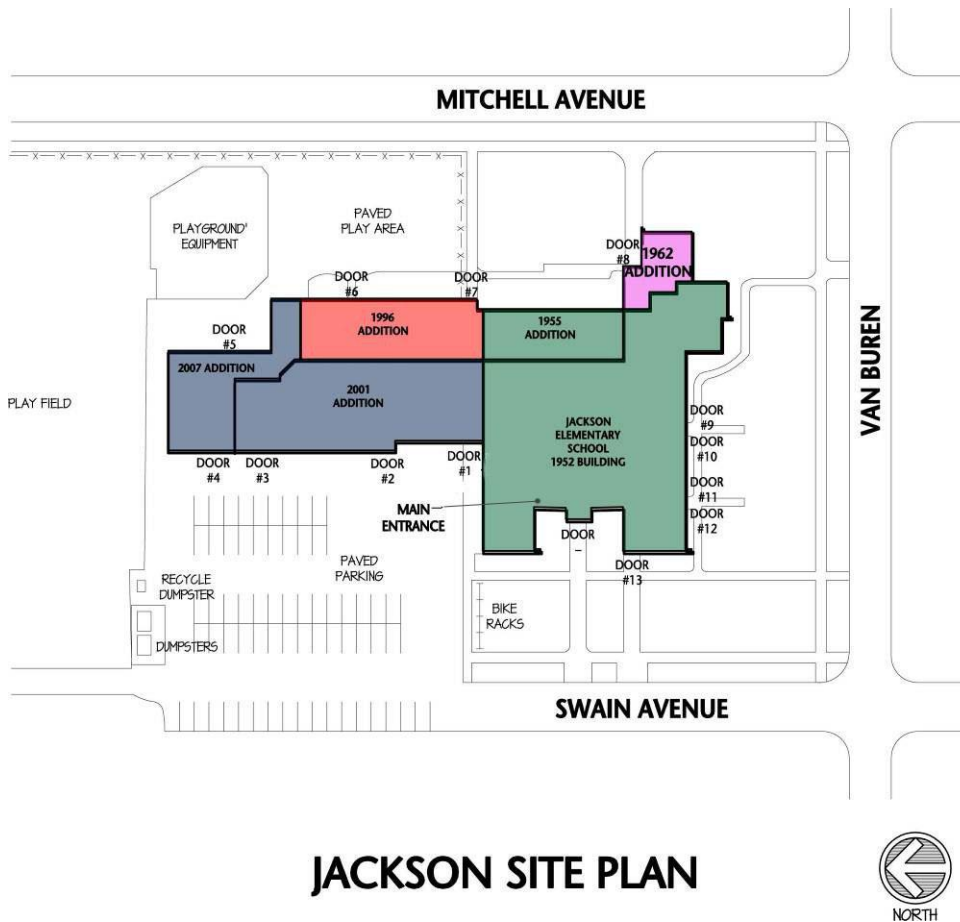 MITCHELL AVENUE
PLAYGROUND'
EQUIPMENT
PAVED
PLAY AREA
DOOR
#8
1962
ADDITION
DOOR
#6
DOOR
#7
1996
ADDITION
1955
ADDITION
DOOR
#5
2007 ADDITION
2001
ADDITION
VAN BUREN
PLAY FIELD
JACKSON
ELEMENTARY
SCHOOL
1952 BUILDING
DOOR
#9
DOOR
#10
DOOR
#11
DOOR
#12
DOOR
#4
DOOR
#3
DOOR
#2
DOOR
#1
MAIN
ENTRANCE
DOOR
-
DOOR
#13
PAVED
PARKING
RECYCLE
DUMPSTER
DUMPSTERS
BIKE
RACKS
SWAIN AVENUE
JACKSON SITE PLAN
NORTH